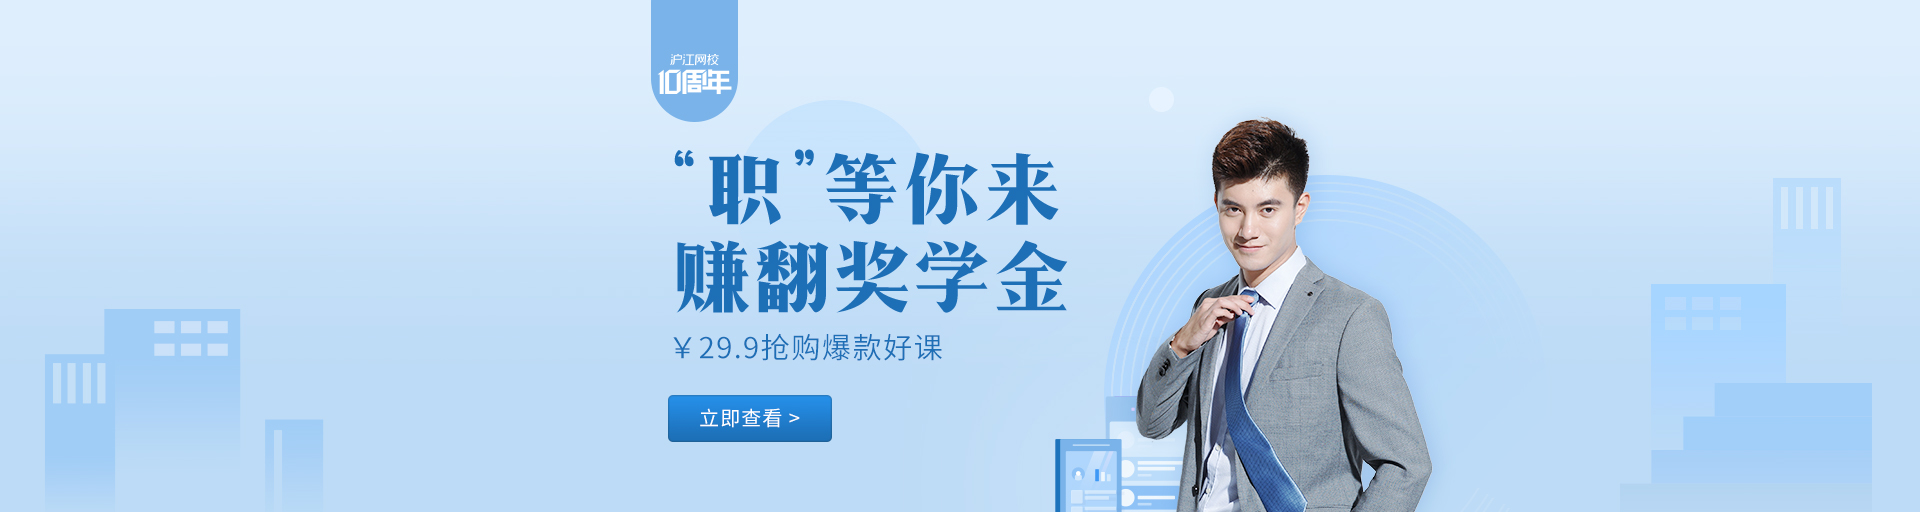 沪江网校
10周年
“职”等你来
赚翻奖学金
￥29.9抢购爆款好课
立即查看 >